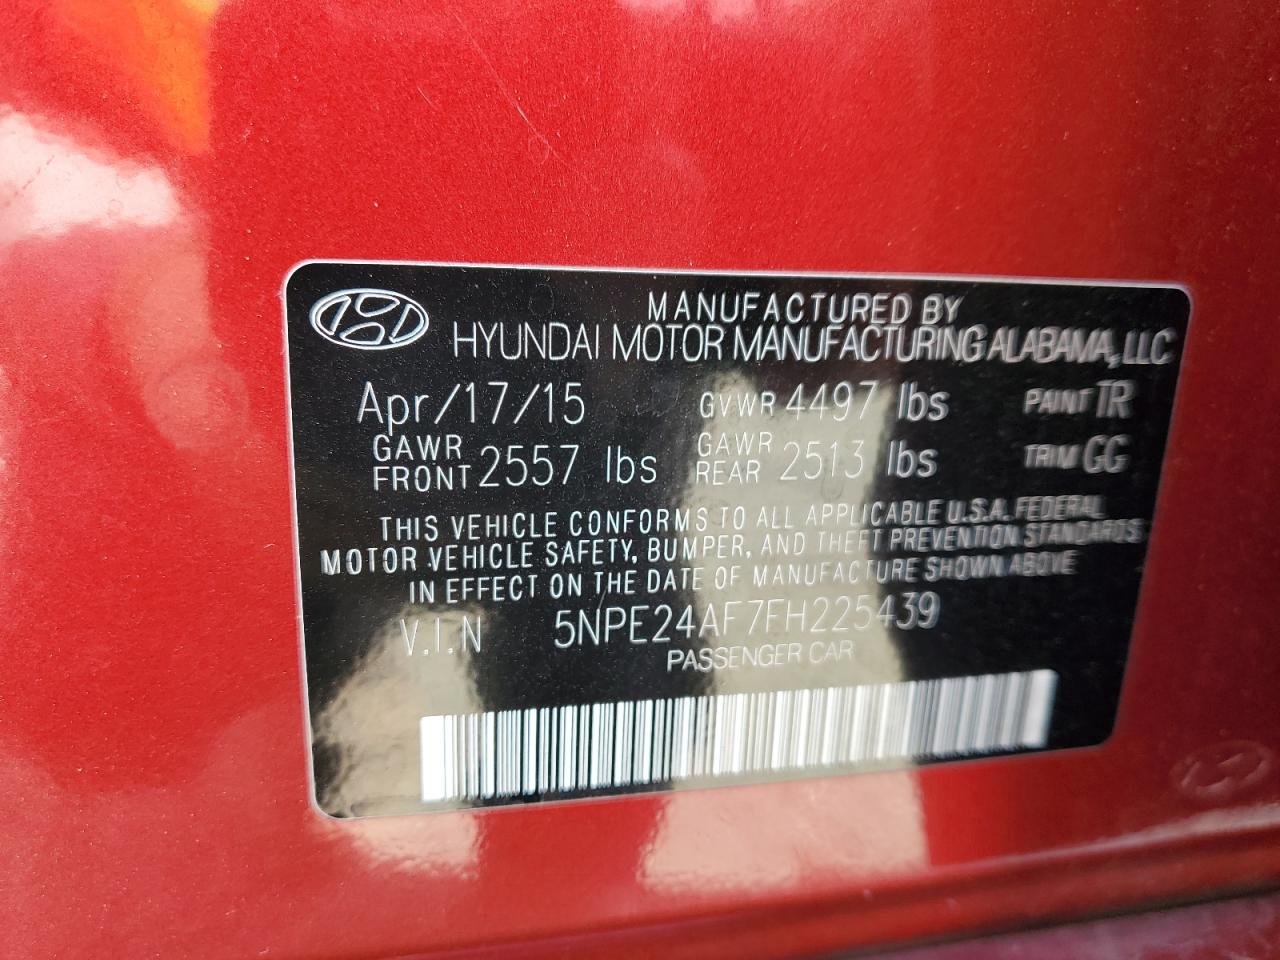 MANUFACTURED BY
HYUNDAI MOTOR MANUFACTURING ALABAMA, LLC
Apr/17/15 GVWR 4497 lbs PAINT TR
GAWR FRONT 2557 lbs GAWR REAR 2513 lbs TRIM GG
THIS VEHICLE CONFORMS TO ALL APPLICABLE U.S.A. FEDERAL
MOTOR VEHICLE SAFETY, BUMPER, AND THEFT PREVENTION STANDARDS
IN EFFECT ON THE DATE OF MANUFACTURE SHOWN ABOVE
V.I.N 5NPE24AF7FH225439
PASSENGER CAR